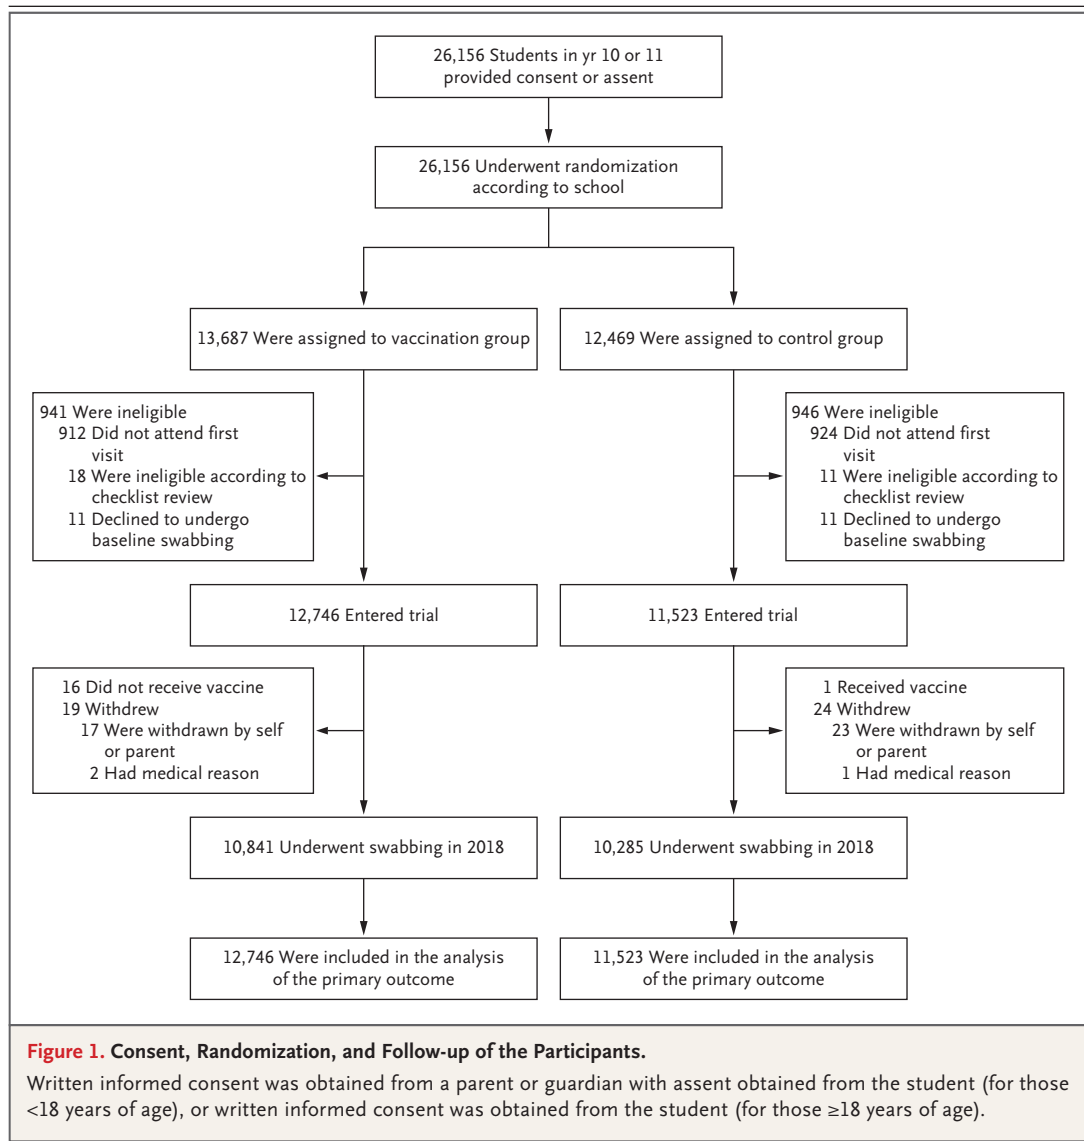 26,156 Students in yr 10 or 11
provided consent or assent
26,156 Underwent randomization
according to school
13,687 Were assigned to vaccination group
12,469 Were assigned to control group
941 Were ineligible
912 Did not attend first
visit
18 Were ineligible according to
checklist review
11 Declined to undergo
baseline swabbing
946 Were ineligible
924 Did not attend first
visit
11 Were ineligible according to
checklist review
11 Declined to undergo
baseline swabbing
12,746 Entered trial
11,523 Entered trial
16 Did not receive vaccine
19 Withdrew
17 Were withdrawn by self
or parent
2 Had medical reason
1 Received vaccine
24 Withdrew
23 Were withdrawn by self
or parent
1 Had medical reason
10,841 Underwent swabbing in 2018
10,285 Underwent swabbing in 2018
12,746 Were included in the analysis
of the primary outcome
11,523 Were included in the analysis
of the primary outcome
Figure 1. Consent, Randomization, and Follow-up of the Participants.
Written informed consent was obtained from a parent or guardian with assent obtained from the student (for those
<18 years of age), or written informed consent was obtained from the student (for those ≥18 years of age).